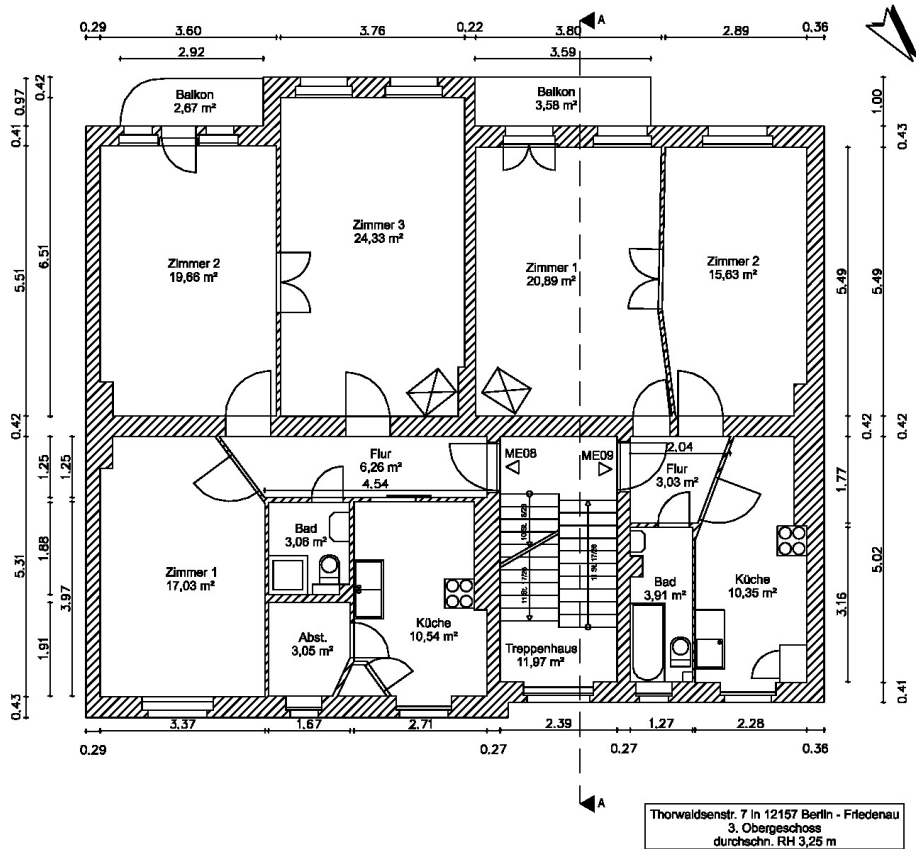 0.29
3.60
3.76
0.22
3.80
2.89
0.36
A
2.92
3.59
0.97
0.42
0.41
6.51
5.51
0.42
1.25
1.25
5.31
1.88
3.97
1.91
0.43
Balkon
2,67 m²
Balkon
3,58 m²
1.00
0.43
5.49
5.49
0.42
0.42
1.77
5.02
3.16
0.41
Zimmer 3
24,33 m²
Zimmer 2
19,66 m²
Zimmer 1
20,89 m²
Zimmer 2
15,63 m²
Flur
6,26 m²
4.54
ME08
ME09
2.04
Flur
3,03 m²
Bad
3,06 m²
Zimmer 1
17,03 m²
Abst.
3,05 m²
Küche
10,54 m²
Treppenhaus
11,97 m²
Bad
3,91 m²
Küche
10,35 m²
3.37
1.67
2.71
2.39
1.27
2.28
0.29
0.27
0.27
0.36
A
Thorwaldsenstr. 7 in 12157 Berlin - Friedenau
3. Obergeschoss
durchschn. RH 3,25 m